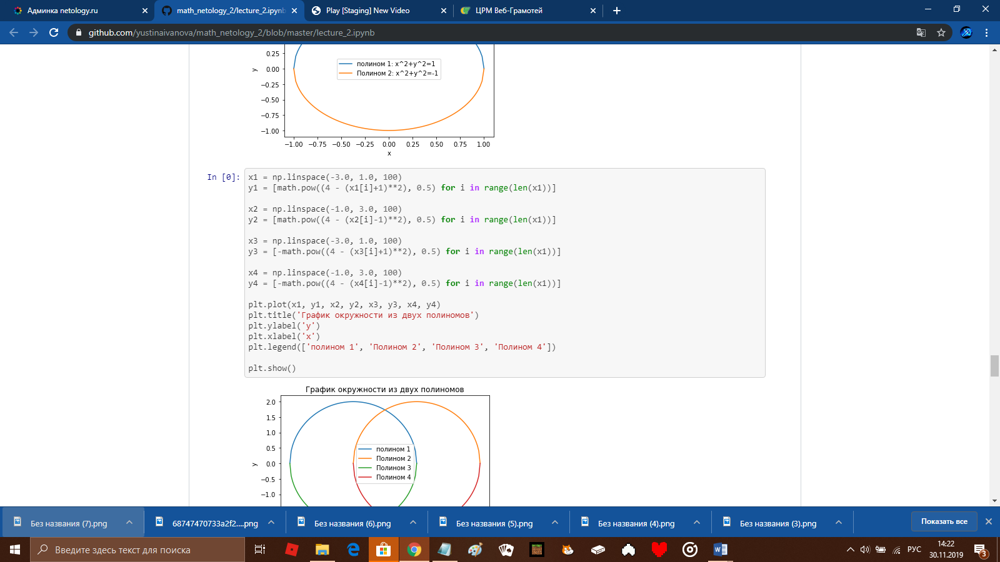 Админка netology.ru
math_netology_2/lecture_2.ipynb
Play [Staging] New Video
ЦРМ Веб-Грамотей
github.com/yustinaivanova/math_netology_2/blob/master/lecture_2.ipynb
0.25
0.00
−0.25
−0.50
−0.75
−1.00
y
полином 1: x^2+y^2=1
Полином 2: x^2+y^2=-1
−1.00 −0.75 −0.50 −0.25 0.00 0.25 0.50 0.75 1.00
x
In [0]:
x1 = np.linspace(-3.0, 1.0, 100)
y1 = [math.pow((4 - (x1[i]+1)**2), 0.5) for i in range(len(x1))]
x2 = np.linspace(-1.0, 3.0, 100)
y2 = [math.pow((4 - (x2[i]-1)**2), 0.5) for i in range(len(x1))]
x3 = np.linspace(-3.0, 1.0, 100)
y3 = [-math.pow((4 - (x3[i]+1)**2), 0.5) for i in range(len(x1))]
x4 = np.linspace(-1.0, 3.0, 100)
y4 = [-math.pow((4 - (x4[i]-1)**2), 0.5) for i in range(len(x1))]
plt.plot(x1, y1, x2, y2, x3, y3, x4, y4)
plt.title('График окружности из двух полиномов')
plt.ylabel('y')
plt.xlabel('x')
plt.legend(['полином 1', 'Полином 2', 'Полином 3', 'Полином 4'])
plt.show()
График окружности из двух полиномов
2.0
1.5
1.0
0.5
0.0
−0.5
−1.0
y
полином 1
Полином 2
Полином 3
Полином 4
Без названия (7).png
68747470733a2f2....png
Без названия (6).png
Без названия (5).png
Без названия (4).png
Без названия (3).png
Показать все
Введите здесь текст для поиска
РУС
14:22
30.11.2019
3